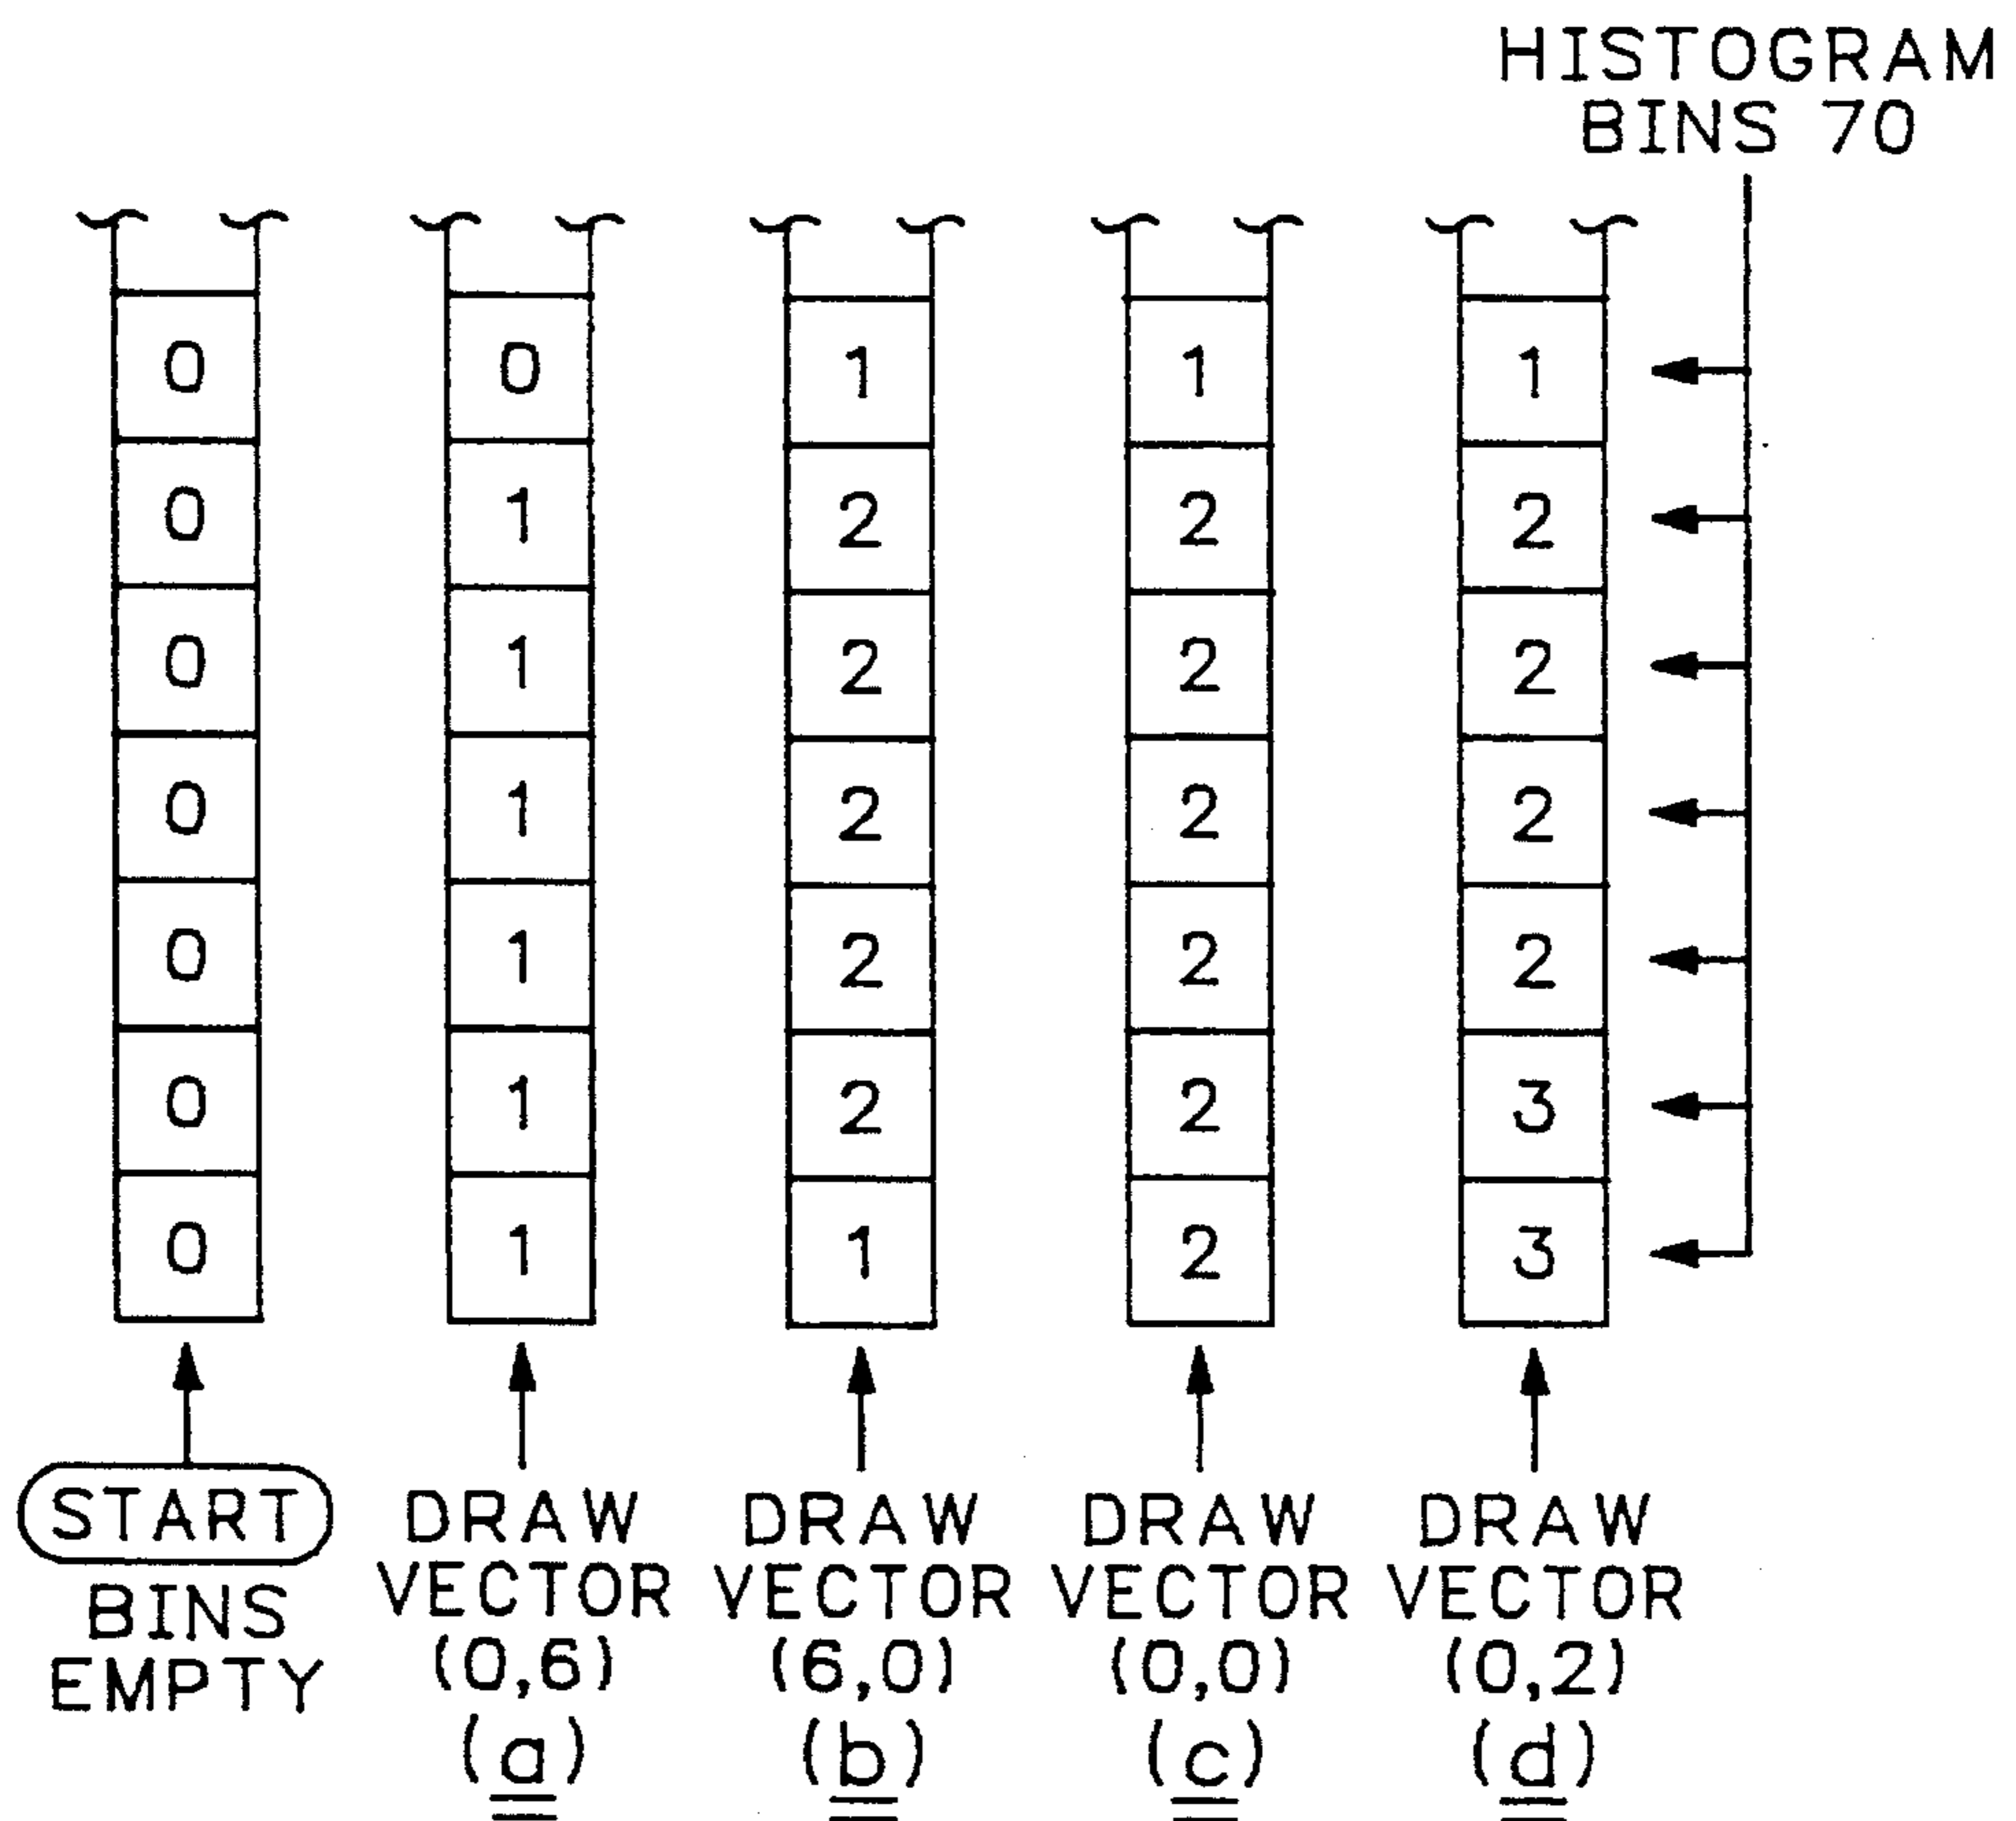 HISTOGRAM
BINS 70
0 0 1 1 1
0 1 2 2 2
0 1 2 2 2
0 1 2 2 2
0 1 2 2 2
0 1 2 2 3
0 1 1 2 3
START
BINS
EMPTY
DRAW
VECTOR
(0,6)
(a)
DRAW
VECTOR
(6,0)
(b)
DRAW
VECTOR
(0,0)
(c)
DRAW
VECTOR
(0,2)
(d)